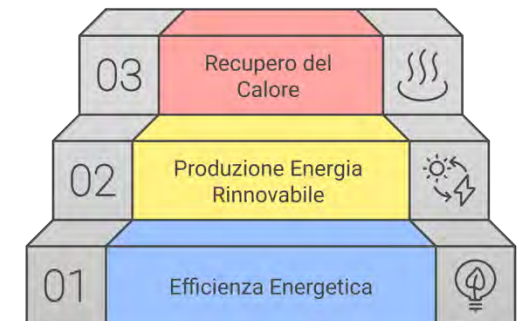 03
Recupero del
Calore
02
Produzione Energia
Rinnovabile
01
Efficienza Energetica